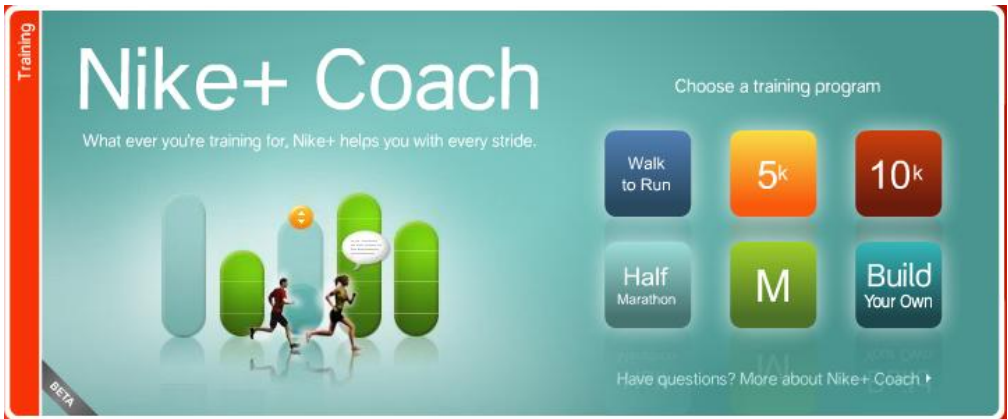 Training
Nike+ Coach
What ever you're training for, Nike+ helps you with every stride.
BETA
Choose a training program
Walk
to Run
5k
10k
Half
Marathon
M
Build
Your Own
Have questions? More about Nike+ Coach